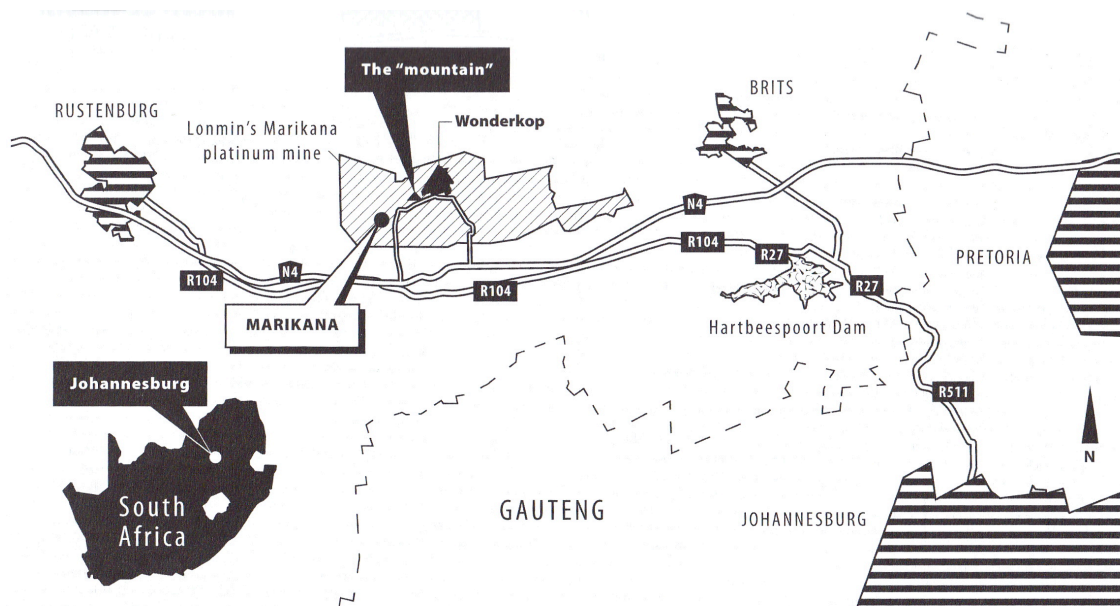 The "mountain"
BRITS
RUSTENBURG
Lonmin's Marikana
platinum mine
Wonderkop
N4
R104
R27
PRETORIA
N4
R104
R104
R27
MARIKANA
Hartbeespoort Dam
Johannesburg
R511
N
South
Africa
GAUTENG
JOHANNESBURG